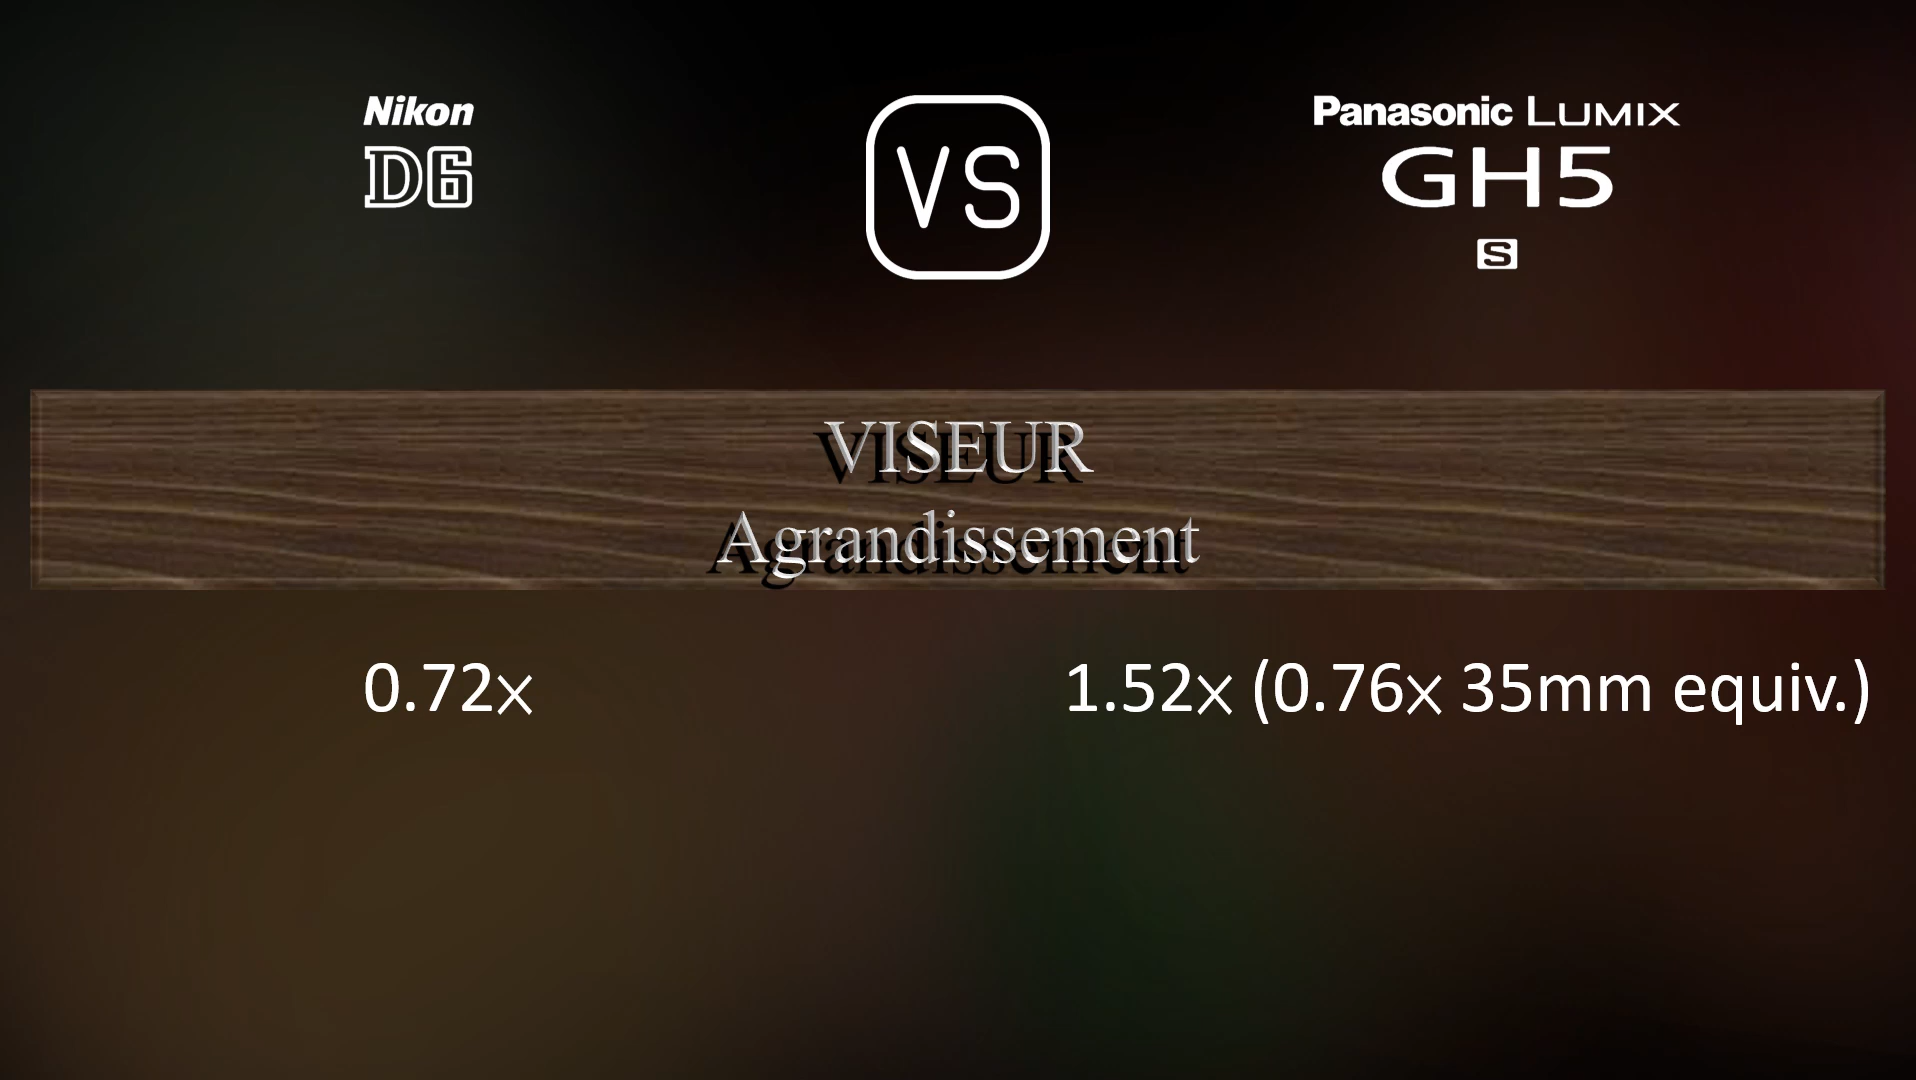 Nikon
D6
VS
Panasonic LUMIX
GH5
S
VISEUR
Agrandissement
0.72x
1.52x (0.76x 35mm equiv.)